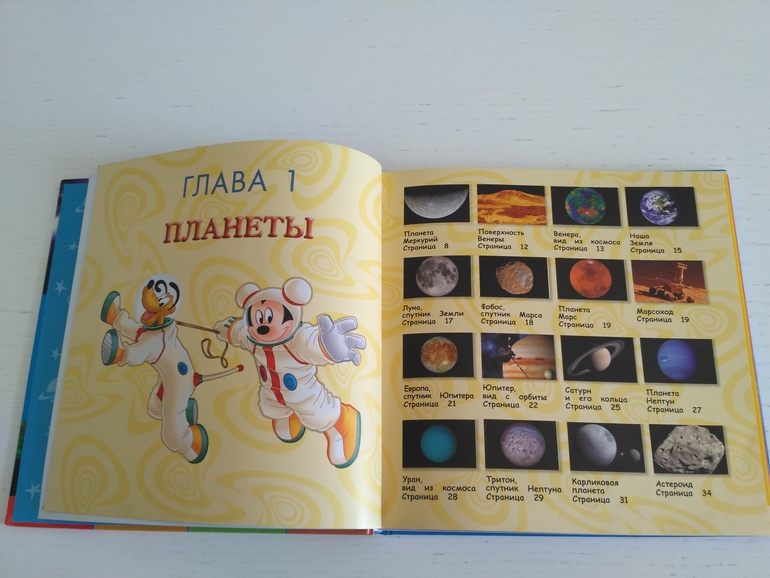 ГЛАВА 1
ПЛАНЕТЫ
Планета
Меркурий
Страница 8
Поверхность
Венеры
Страница 12
Венера,
вид из космоса
Страница 13
Наша
Земля
Страница 15
Луна,
спутник Земли
Страница 17
Фобос,
спутник Марса
Страница 18
Планета
Марс
Страница 19
Марсоход
Страница 19
Европа,
спутник Юпитера
Страница 21
Юпитер,
вид с орбиты
Страница 22
Сатурн
и его кольца
Страница 25
Планета
Нептун
Страница 27
Уран,
вид из космоса
Страница 28
Тритон,
спутник Нептуна
Страница 29
Карликовая
планета
Страница 31
Астероид
Страница 34